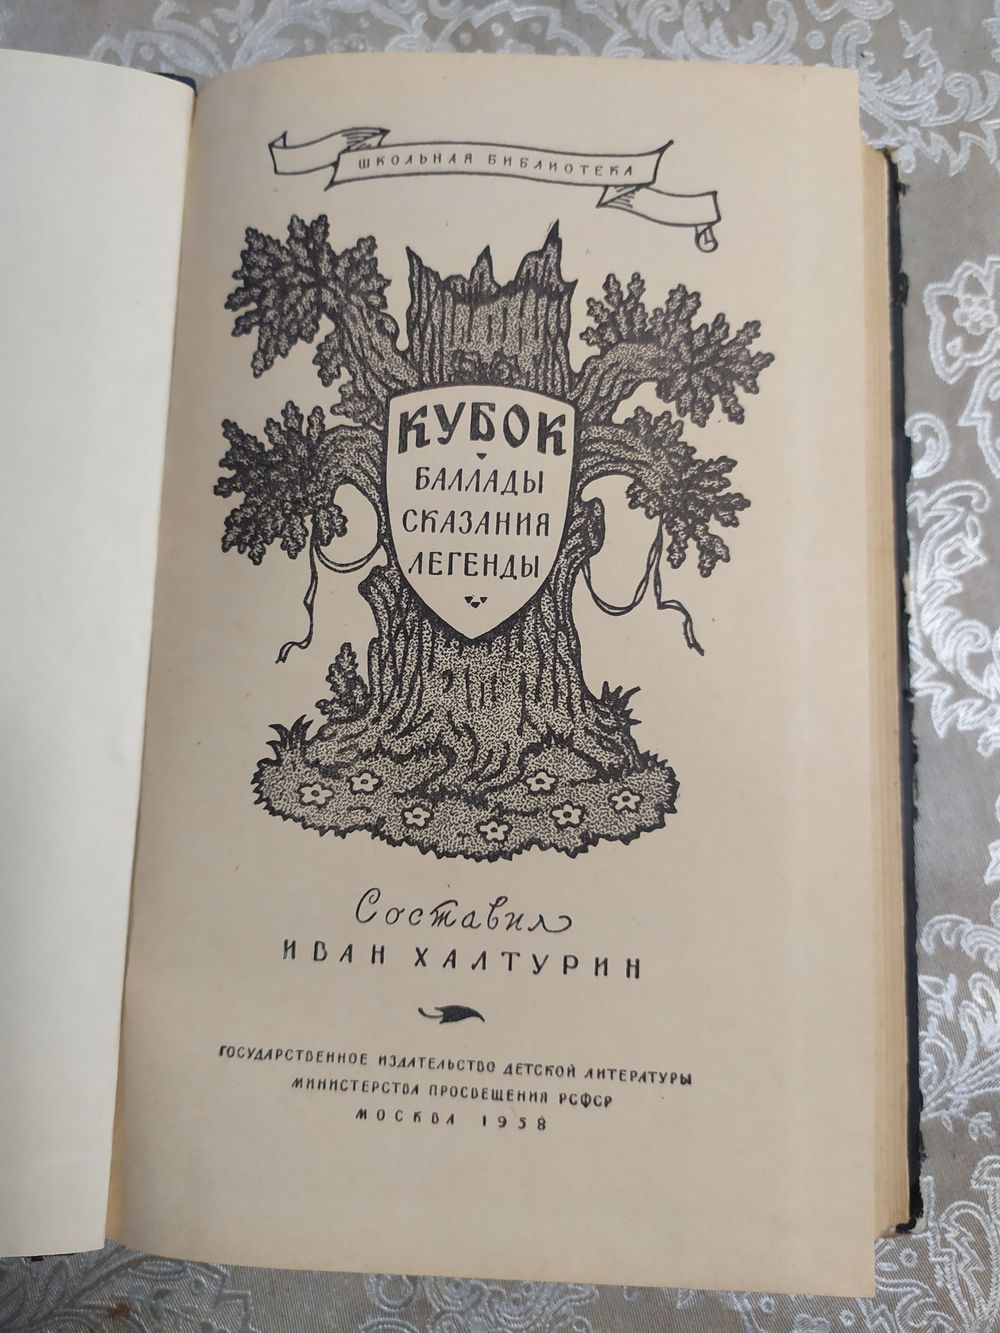 ШКОЛЬНАЯ БИБЛИОТЕКА
КУБОК
БАЛЛАДЫ
СКАЗАНИЯ
ЛЕГЕНДЫ
Составил
ИВАН ХАЛТУРИН
ГОСУДАРСТВЕННОЕ ИЗДАТЕЛЬСТВО ДЕТСКОЙ ЛИТЕРАТУРЫ
МИНИСТЕРСТВА ПРОСВЕЩЕНИЯ РСФСР
МОСКВА 1958